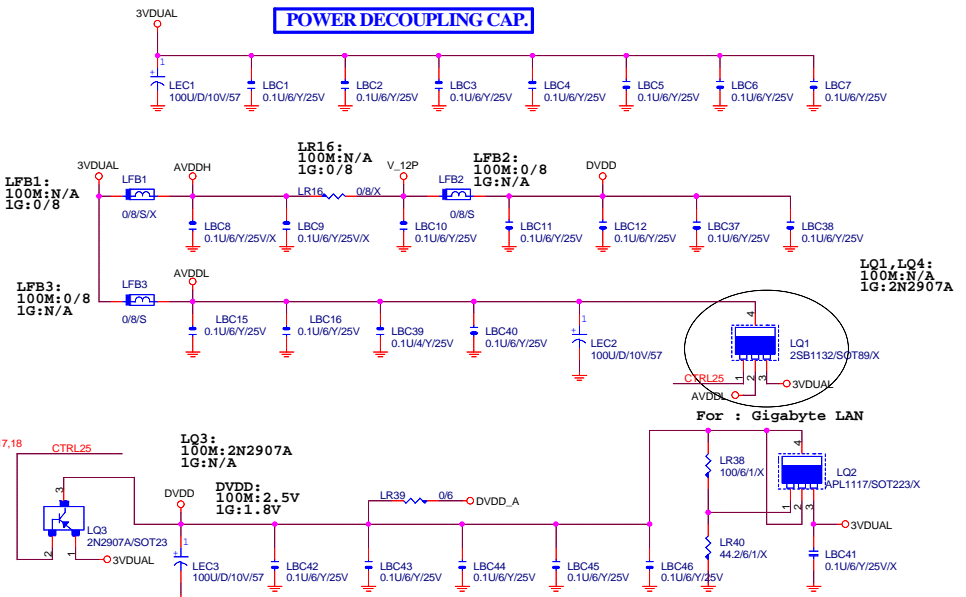 POWER DECOUPLING CAP.
3VDUAL
1
+
LEC1
100U/D/10V/57
LBC1
0.1U/6/Y/25V
LBC2
0.1U/6/Y/25V
LBC3
0.1U/6/Y/25V
LBC4
0.1U/6/Y/25V
LBC5
0.1U/6/Y/25V
LBC6
0.1U/6/Y/25V
LBC7
0.1U/6/Y/25V
LFB1:
100M:N/A
1G:0/8
3VDUAL
LFB1
0/8/S/X
AVDDH
LR16:
100M:N/A
1G:0/8
LR16
0/8/X
V_12P
LFB2:
100M:0/8
1G:N/A
LFB2
0/8/S
DVDD
LBC8
0.1U/6/Y/25V/X
LBC9
0.1U/6/Y/25V/X
LBC10
0.1U/6/Y/25V
LBC11
0.1U/6/Y/25V
LBC12
0.1U/6/Y/25V
LBC37
0.1U/6/Y/25V
LBC38
0.1U/6/Y/25V
LFB3:
100M:0/8
1G:N/A
LFB3
0/8/S
AVDDL
LBC15
0.1U/6/Y/25V
LBC16
0.1U/6/Y/25V
LBC39
0.1U/4/Y/25V
LBC40
0.1U/6/Y/25V
1
+
LEC2
100U/D/10V/57
LQ1,LQ4:
100M:N/A
1G:2N2907A
4
LQ1
2SB1132/SOT89/X
1
2
3
CTRL25
AVDDL
3VDUAL
For : Gigabyte LAN
7,18
CTRL25
3
LQ3
2N2907A/SOT23
2
1
3VDUAL
LQ3:
100M:2N2907A
1G:N/A
DVDD
DVDD:
100M:2.5V
1G:1.8V
LR39
0/6
DVDD_A
1
+
LEC3
100U/D/10V/57
LBC42
0.1U/6/Y/25V
LBC43
0.1U/6/Y/25V
LBC44
0.1U/6/Y/25V
LBC45
0.1U/6/Y/25V
LBC46
0.1U/6/Y/25V
LR38
100/6/1/X
LR40
44.2/6/1/X
4
LQ2
APL1117/SOT223/X
1
2
3
3VDUAL
LBC41
0.1U/6/Y/25V/X